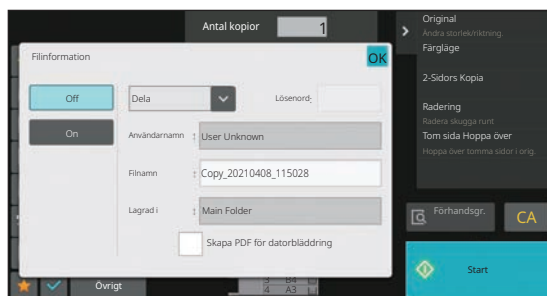 Antal kopior 1
Filinformation
OK
Off
On
Dela
Lösenord:
Användarnamn : User Unknown
Filnamn : Copy_20210408_115028
Lagrad i : Main Folder
Skapa PDF för datorbläddring
Övrigt
B4
4 A3
Original
Ändra storlek/riktning.
Färgläge
2-Sidors Kopia
Radering
Radera skugga runt
Tom sida Hoppa över
Hoppa över tomma sidor i orig.
Förhandsgr.
CA
Start